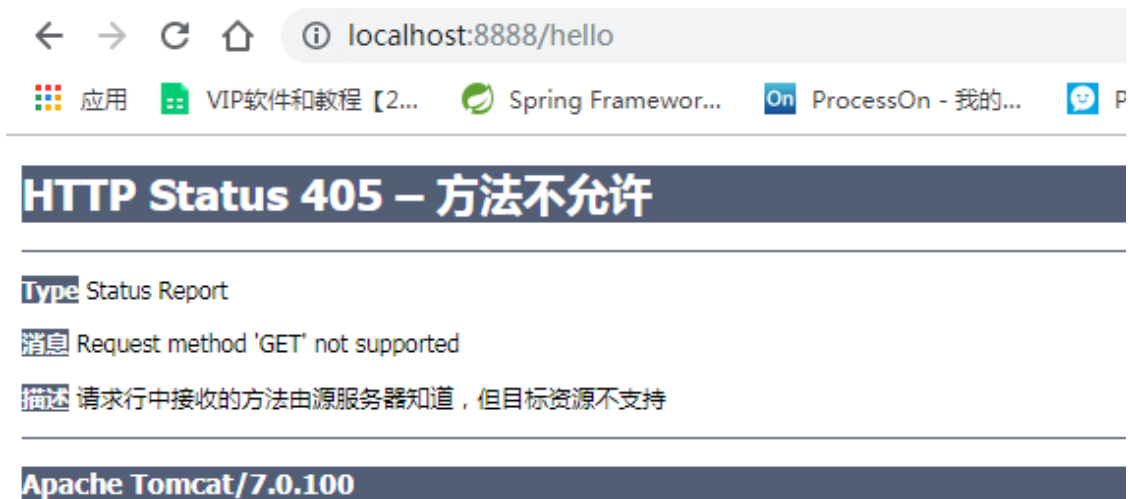 localhost:8888/hello
应用 VIP软件和教程【2... Spring Framewor... On ProcessOn - 我的... P
HTTP Status 405 – 方法不允许
Type Status Report
消息 Request method 'GET' not supported
描述 请求行中接收的方法由源服务器知道，但目标资源不支持
Apache Tomcat/7.0.100